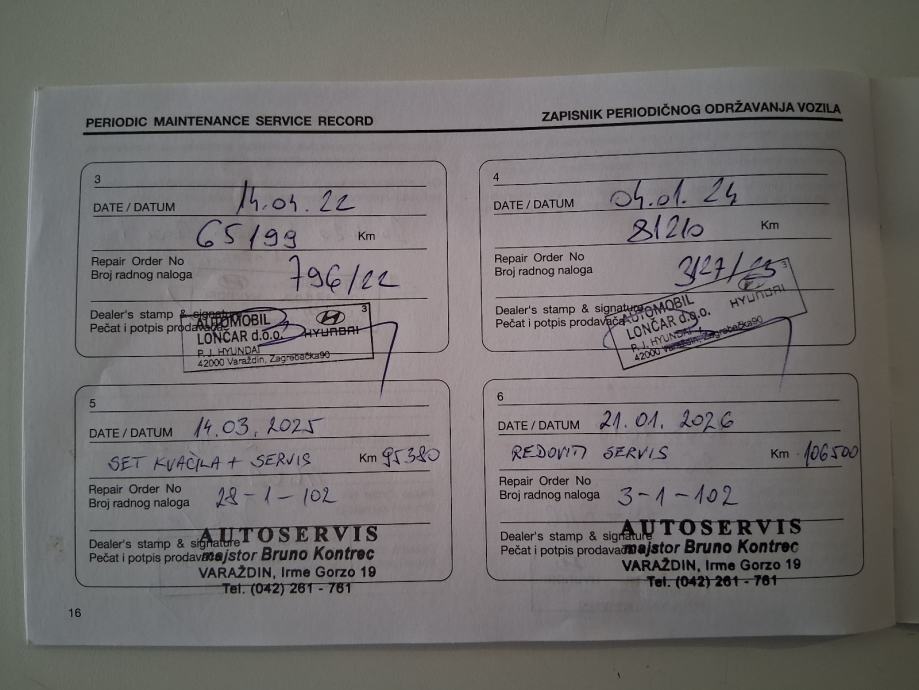 PERIODIC MAINTENANCE SERVICE RECORD
ZAPISNIK PERIODIČNOG ODRŽAVANJA VOZILA
3
DATE / DATUM 14.04.22
65199 Km
Repair Order No
Broj radnog naloga 796/22
Dealer's stamp & signature
Pečat i potpis prodavača
3
AUTOMOBIL
LONČAR d.o.o. HYUNDAI
P. J. HYUNDAI
42000 Varaždin, Zagrebačka90
4
DATE / DATUM 04.01.24
81210 Km
Repair Order No
Broj radnog naloga
Dealer's stamp & signature
Pečat i potpis prodavača
3
AUTOMOBIL
LONČAR d.o.o. HYUNDAI
P. J. HYUNDAI
42000 Varaždin, Zagrebačka90
5
DATE / DATUM 14.03.2025
SET KVAČILA + SERVIS Km 95380
Repair Order No
Broj radnog naloga 28-1-102
Dealer's stamp & signature
Pečat i potpis prodavača
AUTOSERVIS
majstor Bruno Kontrec
VARAŽDIN, Irme Gorzo 19
Tel. (042) 261 - 761
6
DATE / DATUM 21.01.2026
REDOVITI SERVIS Km 106500
Repair Order No
Broj radnog naloga 3-1-102
Dealer's stamp & signature
Pečat i potpis prodavača
AUTOSERVIS
majstor Bruno Kontrec
VARAŽDIN, Irme Gorzo 19
Tel. (042) 261 - 761
16